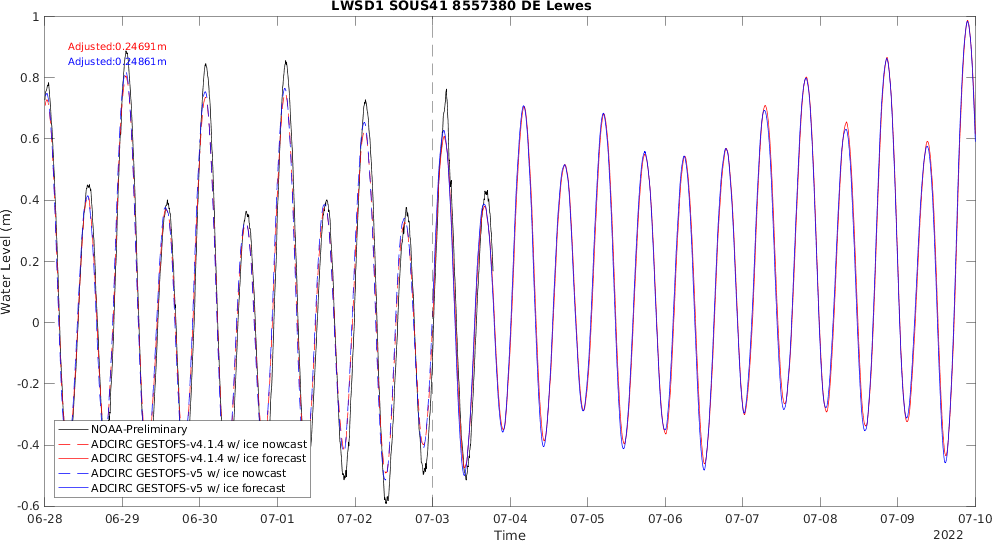 LWSD1 SOUS41 8557380 DE Lewes
Adjusted:0.24691m
Adjusted:0.24861m
Water Level (m)
1
0.8
0.6
0.4
0.2
0
-0.2
-0.4
-0.6
NOAA-Preliminary
ADCIRC GESTOFS-v4.1.4 w/ ice nowcast
ADCIRC GESTOFS-v4.1.4 w/ ice forecast
ADCIRC GESTOFS-v5 w/ ice nowcast
ADCIRC GESTOFS-v5 w/ ice forecast
06-28 06-29 06-30 07-01 07-02 07-03 07-04 07-05 07-06 07-07 07-08 07-09 07-10
Time
2022